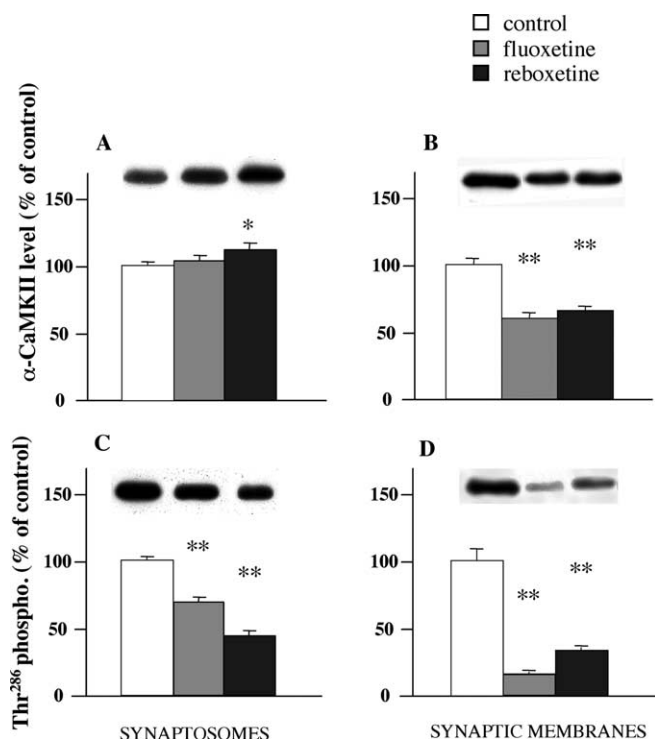 control
fluoxetine
reboxetine
A
B
α-CaMKII level (% of control)
150
100
50
0
*
150
100
50
0
**
**
C
D
Thr²⁸⁶ phospho. (% of control)
150
100
50
0
**
**
150
100
50
0
**
**
SYNAPTOSOMES
SYNAPTIC MEMBRANES